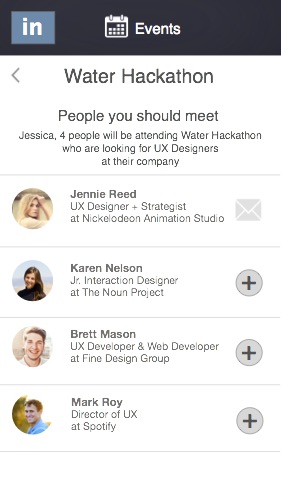 in
Events
Water Hackathon
People you should meet
Jessica, 4 people will be attending Water Hackathon
who are looking for UX Designers
at their company
Jennie Reed
UX Designer + Strategist
at Nickelodeon Animation Studio
Karen Nelson
Jr. Interaction Designer
at The Noun Project
Brett Mason
UX Developer & Web Developer
at Fine Design Group
Mark Roy
Director of UX
at Spotify